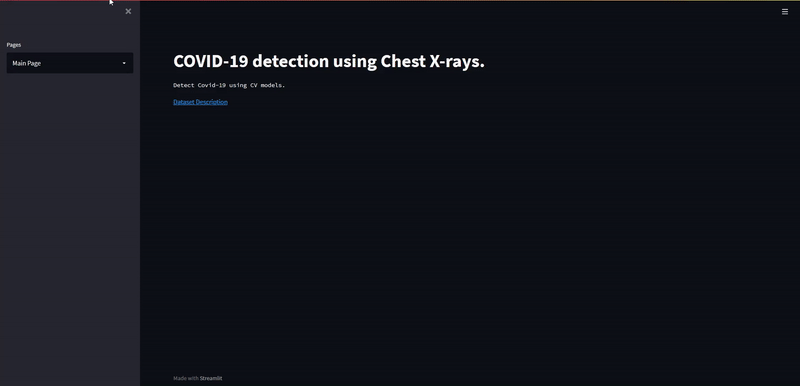 Pages
Main Page
COVID-19 detection using Chest X-rays.
Detect Covid-19 using CV models.
Dataset Description
Made with Streamlit